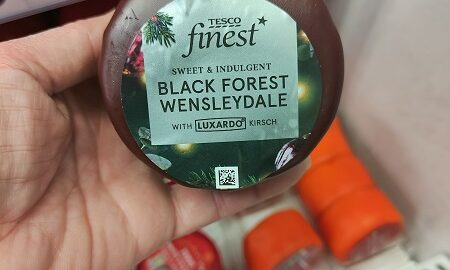 TESCO
finest*
SWEET & INDULGENT
BLACK FOREST
WENSLEYDALE
WITH LUXARDO® KIRSCH